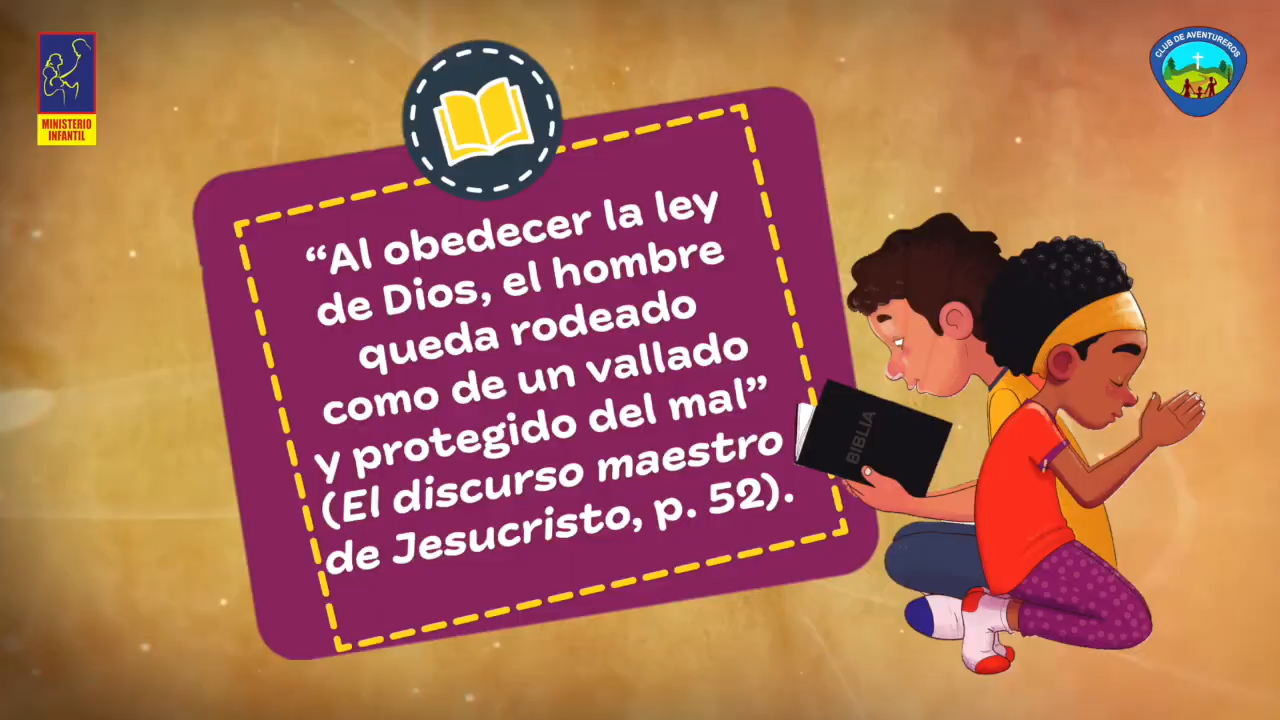 MINISTERIO
INFANTIL
CLUB DE AVENTUREROS
“Al obedecer la ley
de Dios, el hombre
queda rodeado
como de un vallado
y protegido del mal”
(El discurso maestro
de Jesucristo, p. 52).
BIBLIA